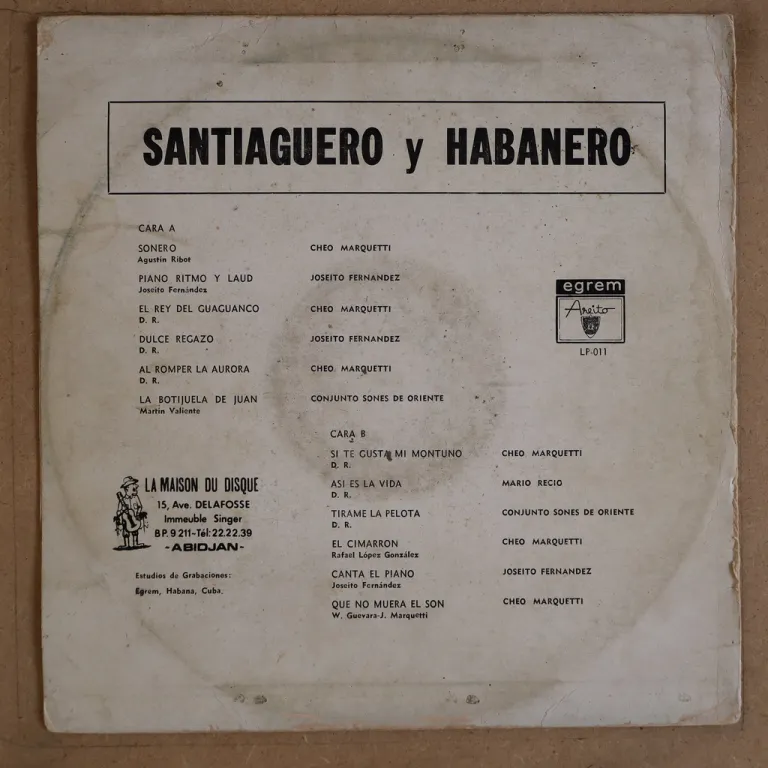 SANTIAGUERO y HABANERO
CARA A
SONERO CHEO MARQUETTI
Agustin Ribot
PIANO RITMO Y LAUD JOSEITO FERNANDEZ
Joseito Fernández
EL REY DEL GUAGUANCO CHEO MARQUETTI
D. R.
DULCE REGAZO JOSEITO FERNANDEZ
D. R.
AL ROMPER LA AURORA CHEO MARQUETTI
D. R.
LA BOTIJUELA DE JUAN CONJUNTO SONES DE ORIENTE
Martin Valiente
egrem
Areito
LP-011
CARA B
SI TE GUSTA MI MONTUNO CHEO MARQUETTI
D. R.
ASI ES LA VIDA MARIO RECIO
D. R.
TIRAME LA PELOTA CONJUNTO SONES DE ORIENTE
D. R.
EL CIMARRON CHEO MARQUETTI
Rafael López González
CANTA EL PIANO JOSEITO FERNANDEZ
Joseito Fernández
QUE NO MUERA EL SON CHEO MARQUETTI
W. Guevara-J. Marquetti
LA MAISON DU DISQUE
15, Ave. DELAFOSSE
Immeuble Singer
B P. 9 211-Tél: 22.22.39
-ABIDJAN-
Estudios de Grabaciones:
Egrem, Habana, Cuba.